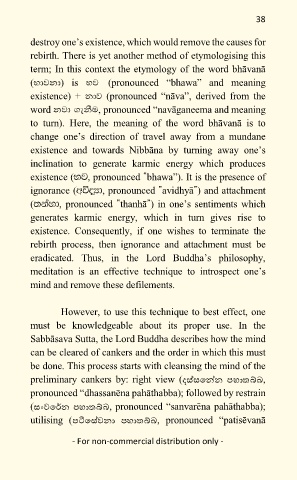 38
destroy one’s existence, which would remove the causes for
rebirth. There is yet another method of etymologising this
term; In this context the etymology of the word bhāvanā
(භාවනා) is භව (pronounced “bhawa” and meaning
existence) + නාව (pronounced “nāva”, derived from the
word නවා ගැනීම, pronounced “navāganeema and meaning
to turn). Here, the meaning of the word bhāvanā is to
change one’s direction of travel away from a mundane
existence and towards Nibbāna by turning away one’s
inclination to generate karmic energy which produces
existence (භව, pronounced “bhawa”). It is the presence of
ignorance (අවිද්‍යා, pronounced “avidhyā”) and attachment
(තන්හා, pronounced “thanhā”) in one’s sentiments which
generates karmic energy, which in turn gives rise to
existence. Consequently, if one wishes to terminate the
rebirth process, then ignorance and attachment must be
eradicated. Thus, in the Lord Buddha’s philosophy,
meditation is an effective technique to introspect one’s
mind and remove these defilements.
However, to use this technique to best effect, one
must be knowledgeable about its proper use. In the
Sabbāsava Sutta, the Lord Buddha describes how the mind
can be cleared of cankers and the order in which this must
be done. This process starts with cleansing the mind of the
preliminary cankers by: right view (දස්සනේන පහාතබ්බ,
pronounced “dhassanēna pahāthabba); followed by restrain
(සංවරේන පහාතබ්බ, pronounced “sanvarēna pahāthabba);
utilising (පටිසේවනා පහාතබ්බ, pronounced “patisēvanā
- For non-commercial distribution only -